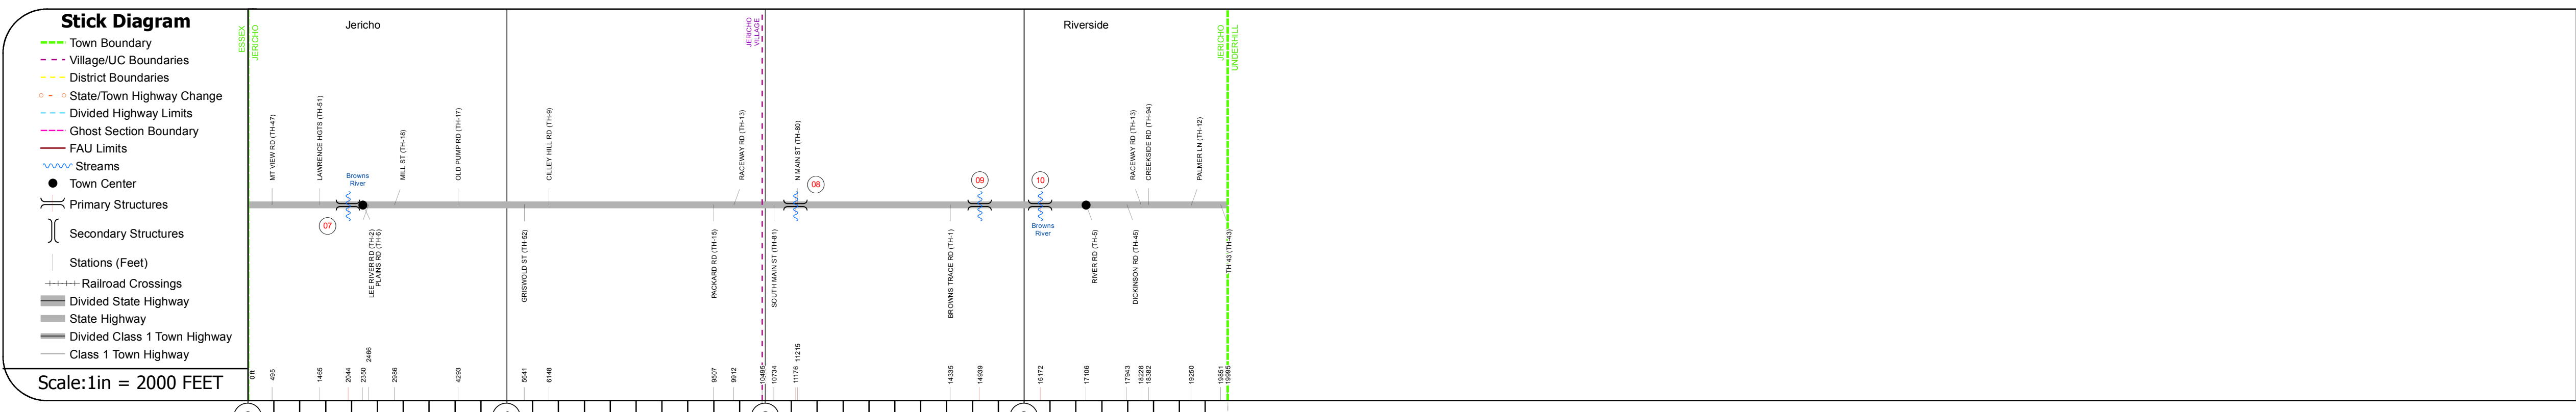 Stick Diagram
Town Boundary
Village/UC Boundaries
District Boundaries
State/Town Highway Change
Divided Highway Limits
Ghost Section Boundary
FAU Limits
Streams
Town Center
Primary Structures
Secondary Structures
Stations (Feet)
Railroad Crossings
Divided State Highway
State Highway
Divided Class 1 Town Highway
Class 1 Town Highway
Scale:1in = 2000 FEET
ESSEX
JERICHO
Jericho
JERICHO
VILLAGE
Riverside
JERICHO
UNDERHILL
MT VIEW RD (TH-47)
LAWRENCE HGTS (TH-51)
Browns
River
MILL ST (TH-18)
OLD PUMP RD (TH-17)
CILLEY HILL RD (TH-9)
RACEWAY RD (TH-13)
N MAIN ST (TH-80)
08
09
10
RACEWAY RD (TH-13)
CREEKSIDE RD (TH-94)
PALMER LN (TH-12)
07
LEE RIVER RD (TH-2)
PLAINS RD (TH-6)
GRISWOLD ST (TH-52)
PACKARD RD (TH-15)
SOUTH MAIN ST (TH-81)
BROWNS TRACE RD (TH-1)
Browns
River
RIVER RD (TH-5)
DICKINSON RD (TH-45)
TH 43 (TH-43)
0 ft
495
1465
2044
2350
2466
2986
4293
5641
6148
9507
9912
10495
10734
11176
11215
14335
14939
16172
17106
17943
18228
18382
19250
19851
19995